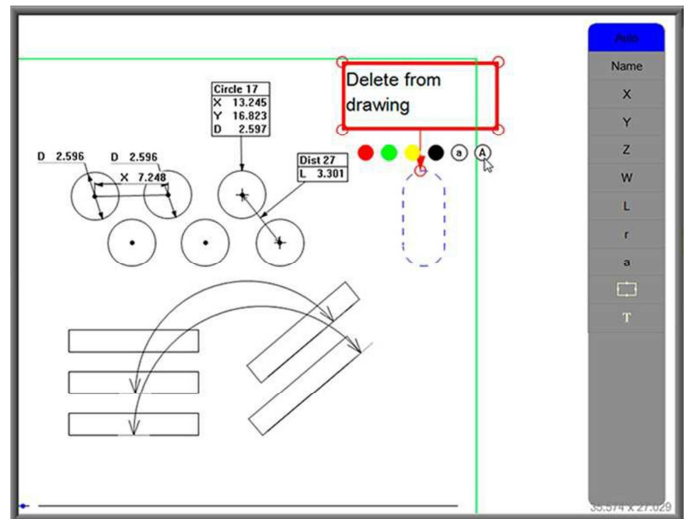 Auto
Name
X
Y
Z
W
L
r
a
T
Delete from
drawing
a A
Circle 17
X 13.245
Y 16.823
D 2.597
D 2.596 D 2.596
X 7.248
Dist 27
L 3.301
35.574 x 27.029